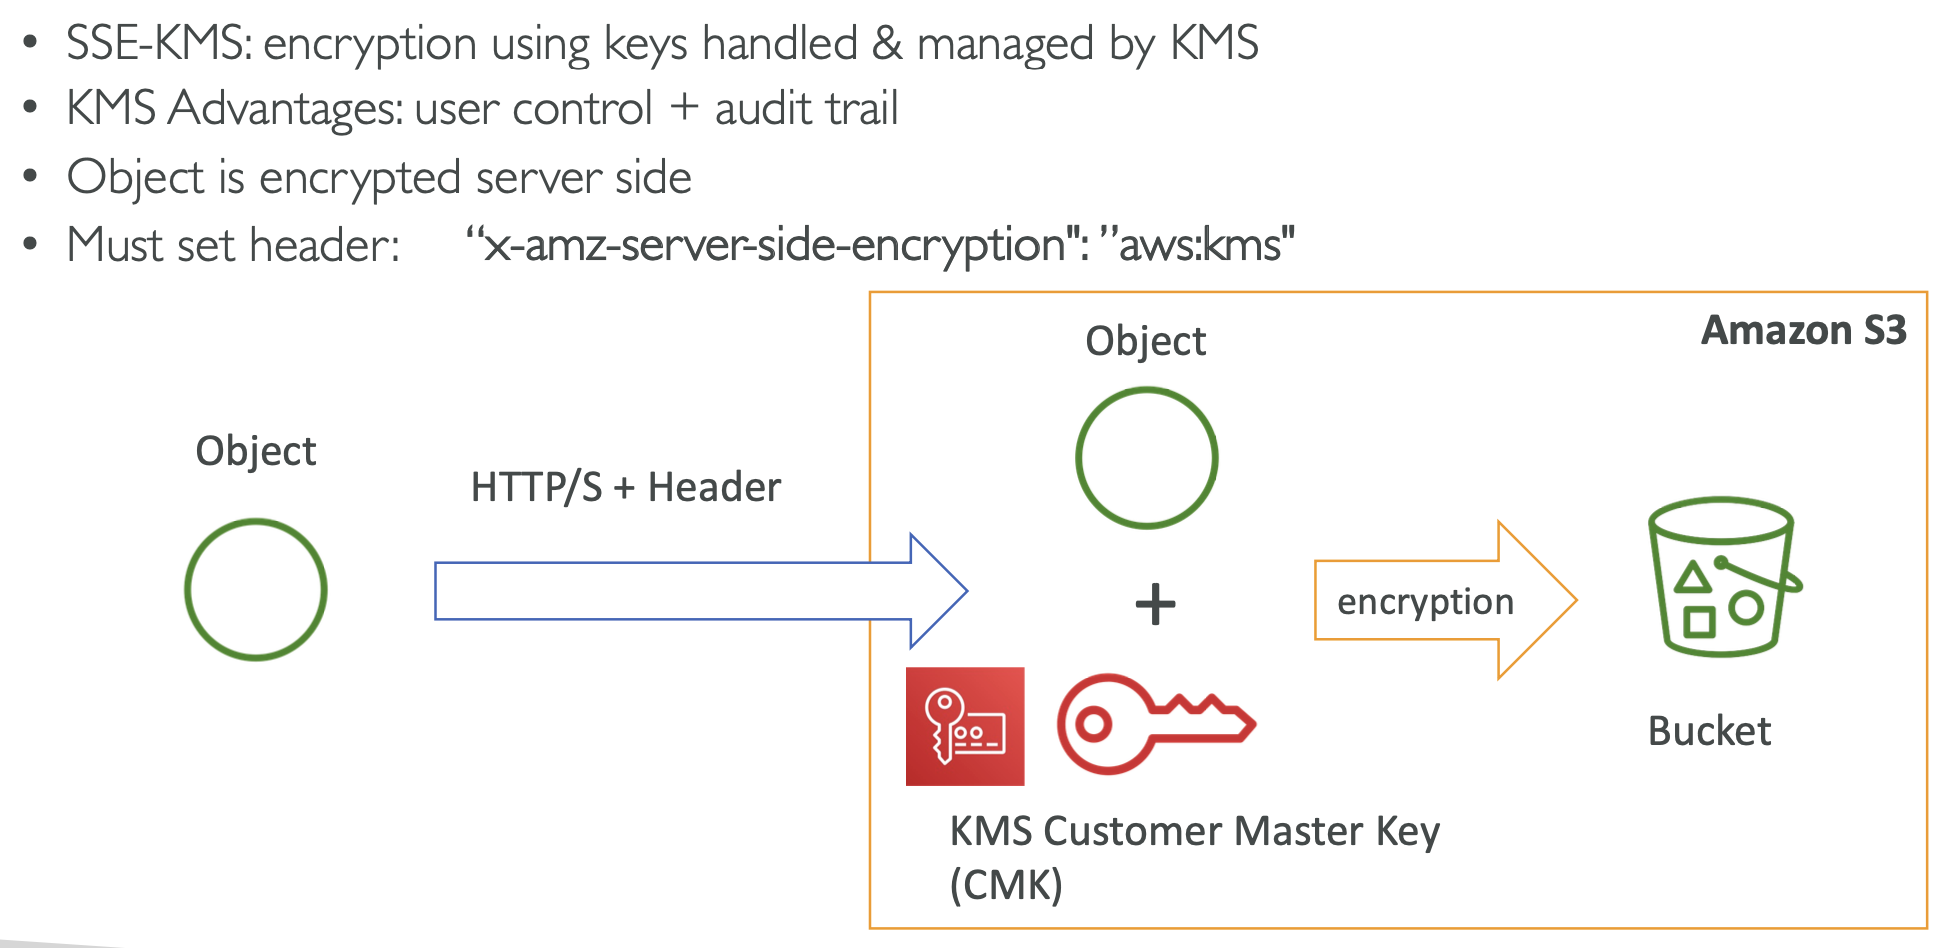 • SSE-KMS: encryption using keys handled & managed by KMS
• KMS Advantages: user control + audit trail
• Object is encrypted server side
• Must set header: “x-amz-server-side-encryption": ”aws:kms"
Amazon S3
Object
Object
HTTP/S + Header
+
encryption
Bucket
KMS Customer Master Key
(CMK)